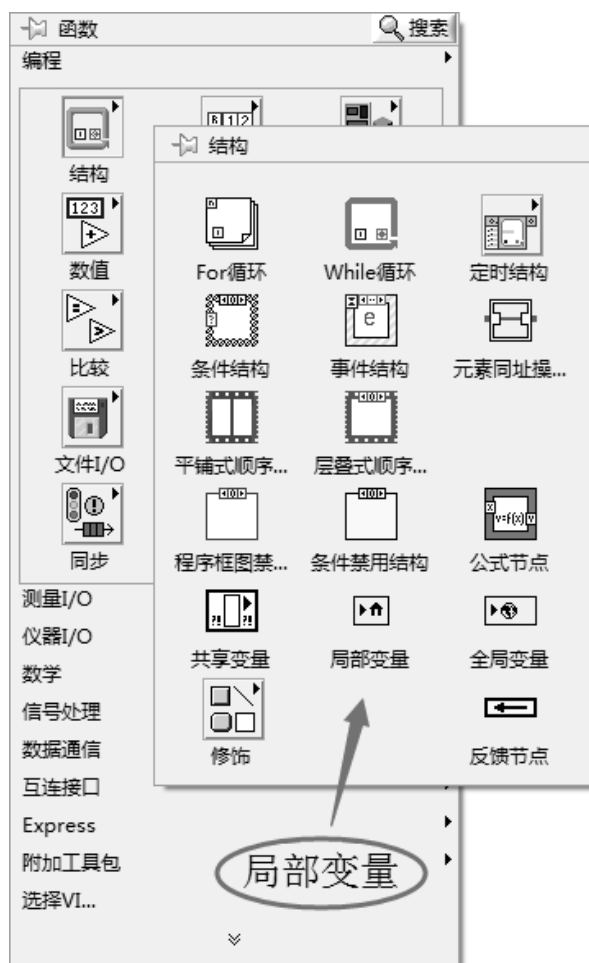 函数
搜索
编程
结构
数值
比较
文件I/O
同步
结构
For循环
While循环
定时结构
条件结构
事件结构
元素同址操...
平铺式顺序...
层叠式顺序...
程序框图禁...
条件禁用结构
公式节点
共享变量
局部变量
全局变量
修饰
反馈节点
测量I/O
仪器I/O
数学
信号处理
数据通信
互连接口
Express
附加工具包
选择VI...
局部变量